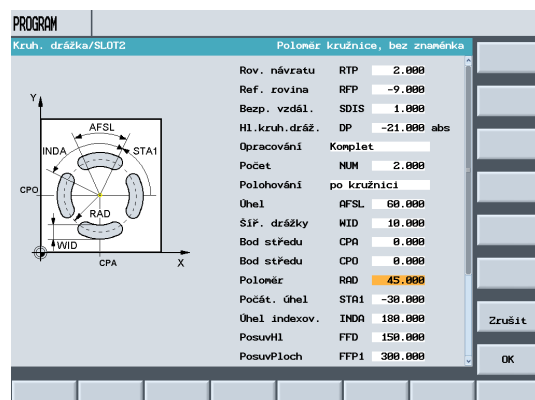 PROGRAM
Kruh. drážka/SLOT2 Poloměr kružnice, bez znaménka
Rov. návratu RTP 2.000
Ref. rovina RFP -9.000
Bezp. vzdál. SDIS 1.000
Hl.kruh.dráž. DP -21.000 abs
Opracování Komplet
Počet NUM 2.000
Polohování po kružnici
Úhel AFSL 60.000
Šíř. drážky WID 10.000
Bod středu CPA 0.000
Bod středu CPO 0.000
Poloměr RAD 45.000
Počát. úhel STA1 -30.000
Úhel indexov. INDA 180.000
PosuvHl FFD 150.000
PosuvPloch FFP1 300.000
Y
AFSL
INDA
STA1
CPO
RAD
WID
CPA
X
Zrušit
OK